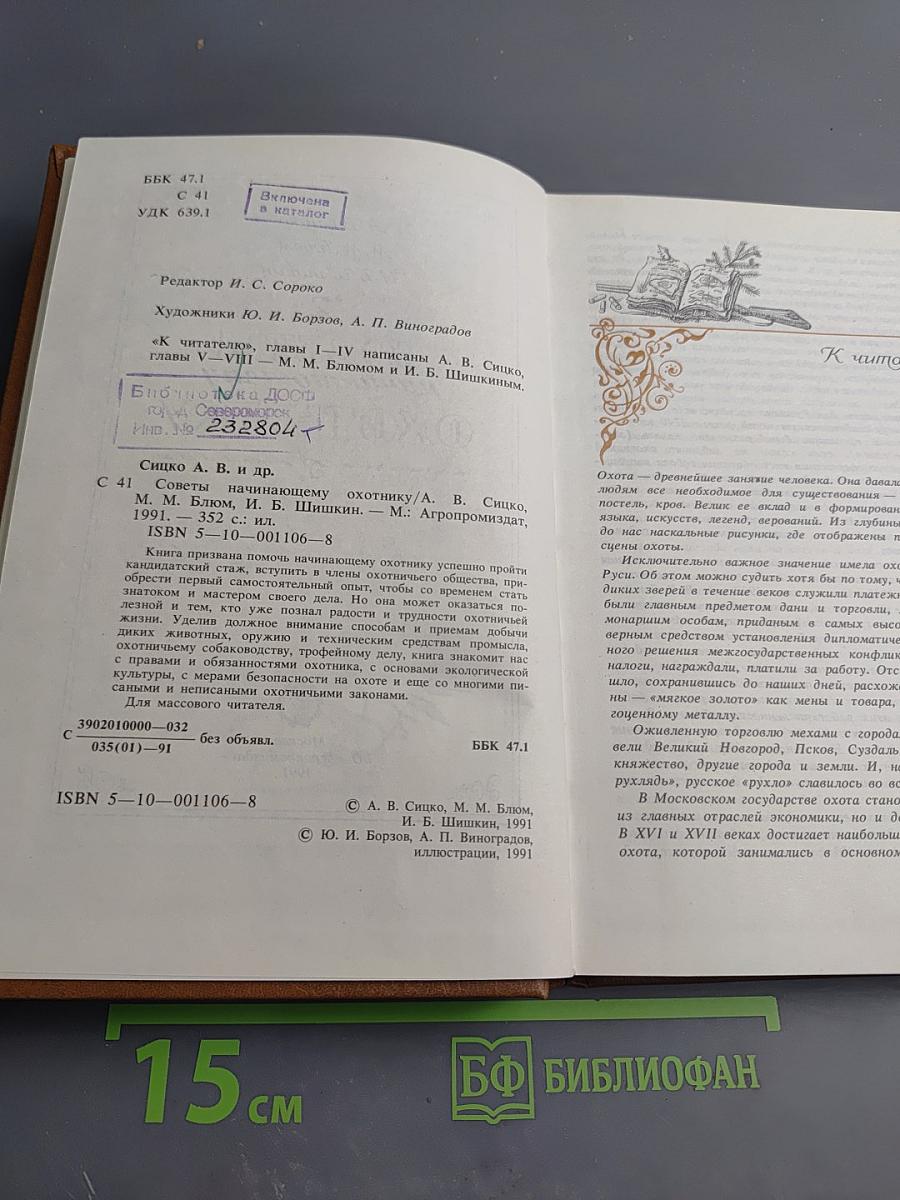 ББК 47.1
С 41
УДК 639.1
Включена
в каталог
Редактор И. С. Сороко
Художники Ю. И. Борзов, А. П. Виноградов
«К читателю», главы I—IV написаны А. В. Сицко,
главы V—VIII — М. М. Блюмом и И. Б. Шишкиным.
Библиотека ДОСФ
город Североморск
Инв. № 232804
Сицко А. В. и др.
С 41 Советы начинающему охотнику/А. В. Сицко,
М. М. Блюм, И. Б. Шишкин. — М.: Агропромиздат,
1991. — 352 с.: ил.
ISBN 5—10—001106—8
Книга призвана помочь начинающему охотнику успешно пройти
кандидатский стаж, вступить в члены охотничьего общества, при-
обрести первый самостоятельный опыт, чтобы со временем стать
знатоком и мастером своего дела. Но она может оказаться по-
лезной и тем, кто уже познал радости и трудности охотничьей
жизни. Уделив должное внимание способам и приемам добычи
диких животных, оружию и техническим средствам промысла,
охотничьему собаководству, трофейному делу, книга знакомит нас
с правами и обязанностями охотника, с основами экологической
культуры, с мерами безопасности на охоте и еще со многими пи-
саными и неписаными охотничьими законами.
Для массового читателя.
С 3902010000—032
035(01)—91 без объявл.
ББК 47.1
ISBN 5—10—001106—8
© А. В. Сицко, М. М. Блюм,
И. Б. Шишкин, 1991
© Ю. И. Борзов, А. П. Виноградов,
иллюстрации, 1991
К чита
Охота — древнейшее занятие человека. Она давала
людям все необходимое для существования —
постель, кров. Велик ее вклад и в формирован
языка, искусств, легенд, верований. Из глубины
до нас наскальные рисунки, где отображены п
сцены охоты.
Исключительно важное значение имела охо
Руси. Об этом можно судить хотя бы по тому, ч
диких зверей в течение веков служили платежн
были главным предметом дани и торговли,
монаршим особам, приданым в самых высо
верным средством установления дипломатиче
ного решения межгосударственных конфлик
налоги, награждали, платили за работу. Отс
шло, сохранившись до наших дней, расхож
ны — «мягкое золото» как мены и товара,
гоценному металлу.
Оживленную торговлю мехами с города
вели Великий Новгород, Псков, Суздаль
княжество, другие города и земли. И, н
рухлядь», русское «рухло» славилось во вс
В Московском государстве охота стано
из главных отраслей экономики, но и д
В XVI и XVII веках достигает наибольш
охота, которой занимались в основном
15 см
БФ БИБЛИОФАН